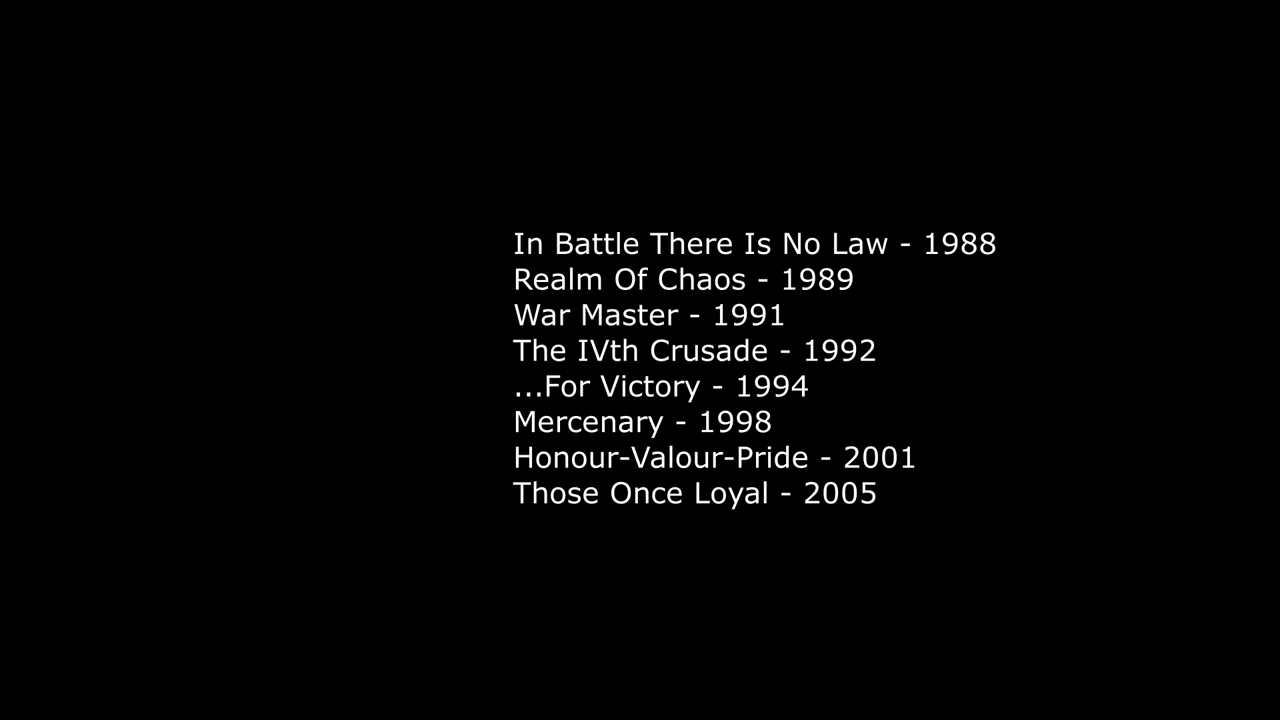 In Battle There Is No Law - 1988
Realm Of Chaos - 1989
War Master - 1991
The IVth Crusade - 1992
...For Victory - 1994
Mercenary - 1998
Honour-Valour-Pride - 2001
Those Once Loyal - 2005